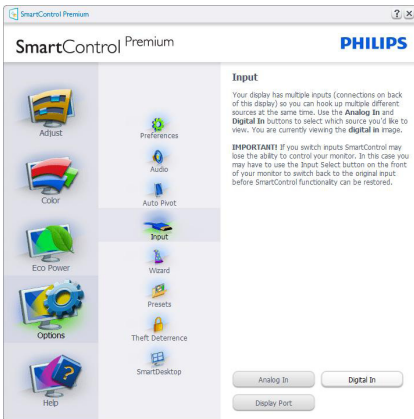 SmartControl Premium
? ×
SmartControl Premium
PHILIPS
Adjust
Color
Eco Power
Options
Help
Preferences
Audio
Auto Pivot
Input
Wizard
Presets
Theft Deterrence
SmartDesktop
Input
Your display has multiple inputs (connections on back
of this display) so you can hook up multiple different
sources at the same time. Use the Analog In and
Digital In buttons to select which source you'd like to
view. You are currently viewing the digital in image.
IMPORTANT! If you switch inputs SmartControl may
lose the ability to control your monitor. In this case you
may have to use the Input Select button on the front
of your monitor to switch back to the original input
before SmartControl functionality can be restored.
Analog In
Digital In
Display Port